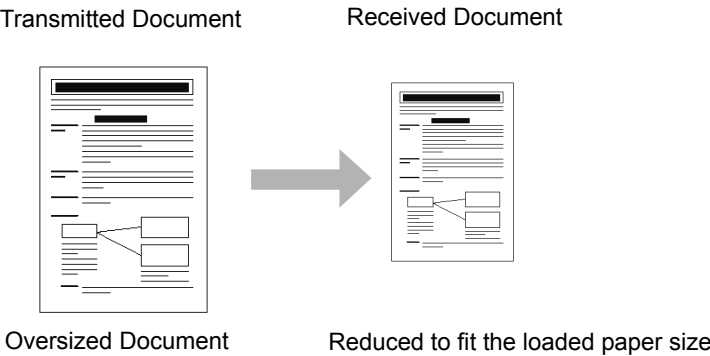 Transmitted Document
Received Document
Oversized Document
Reduced to fit the loaded paper size